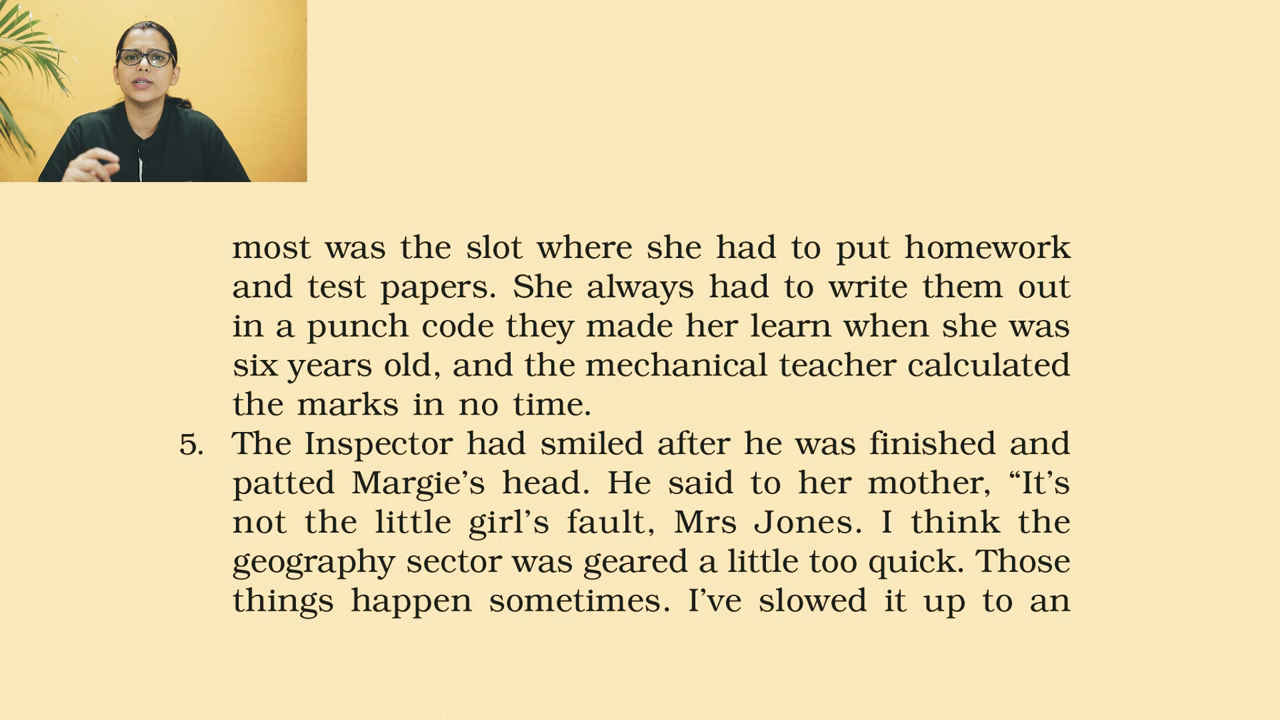 most was the slot where she had to put homework
and test papers. She always had to write them out
in a punch code they made her learn when she was
six years old, and the mechanical teacher calculated
the marks in no time.
5. The Inspector had smiled after he was finished and
patted Margie’s head. He said to her mother, “It’s
not the little girl’s fault, Mrs Jones. I think the
geography sector was geared a little too quick. Those
things happen sometimes. I’ve slowed it up to an